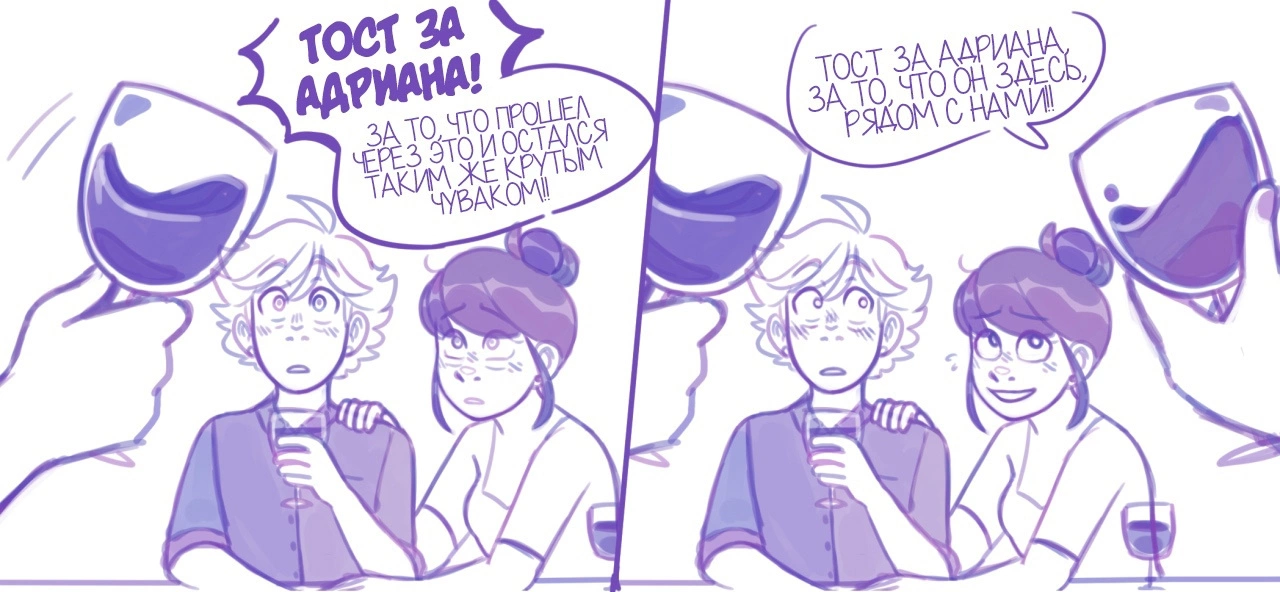 ТОСТ ЗА
АДРИАНА!
ЗА ТО, ЧТО ПРОШЕЛ
ЧЕРЕЗ ЭТО И ОСТАЛСЯ
ТАКИМ ЖЕ КРУТЫМ
ЧУВАКОМ!!
ТОСТ ЗА АДРИАНА,
ЗА ТО, ЧТО ОН ЗДЕСЬ,
РЯДОМ С НАМИ!!